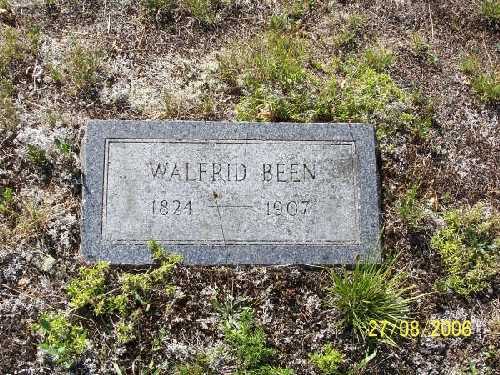 WALFRID BEEN
1824 — 1907
27/08/2006